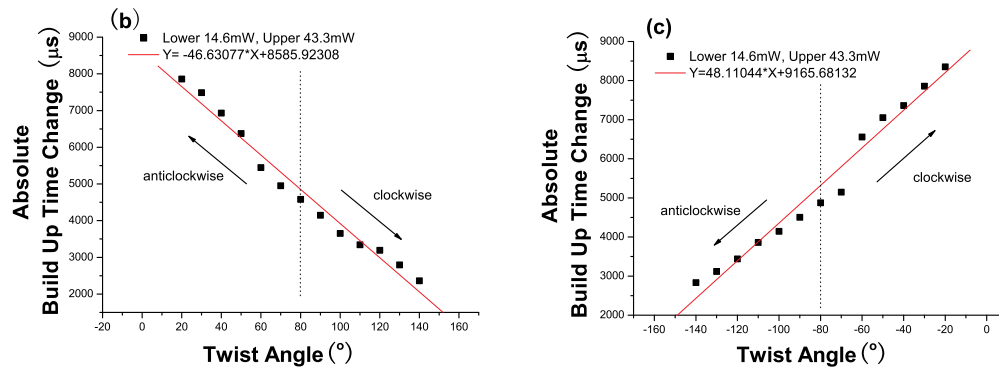 (b)
Lower 14.6mW, Upper 43.3mW
Y= -46.63077*X+8585.92308
9000
8000
7000
6000
5000
4000
3000
2000
Absolute
Build Up Time Change (μs)
anticlockwise
clockwise
-20 0 20 40 60 80 100 120 140 160
Twist Angle (°)
(c)
Lower 14.6mW, Upper 43.3mW
Y=48.11044*X+9165.68132
9000
8000
7000
6000
5000
4000
3000
2000
Absolute
Build Up Time Change (μs)
anticlockwise
clockwise
-160 -140 -120 -100 -80 -60 -40 -20 0
Twist Angle (°)